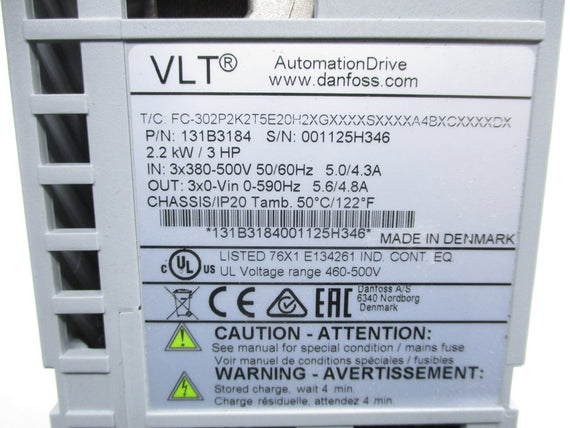 VLT® AutomationDrive
www.danfoss.com
T/C: FC-302P2K2T5E20H2XGXXXXSXXXXA4BXCXXXXDX
P/N: 131B3184 S/N: 001125H346
2.2 kW / 3 HP
IN: 3x380-500V 50/60Hz 5.0/4.3A
OUT: 3x0-Vin 0-590Hz 5.6/4.8A
CHASSIS/IP20 Tamb. 50°C/122°F
*131B3184001125H346*
MADE IN DENMARK
c UL US LISTED 76X1 E134261 IND. CONT. EQ.
UL Voltage range 460-500V
CE EAC Danfoss A/S
6340 Nordborg
Denmark
CAUTION - ATTENTION:
See manual for special condition / mains fuse
Voir manuel de conditions spéciales / fusibles
WARNING - AVERTISSEMENT:
Stored charge, wait 4 min.
Charge résiduelle, attendez 4 min.